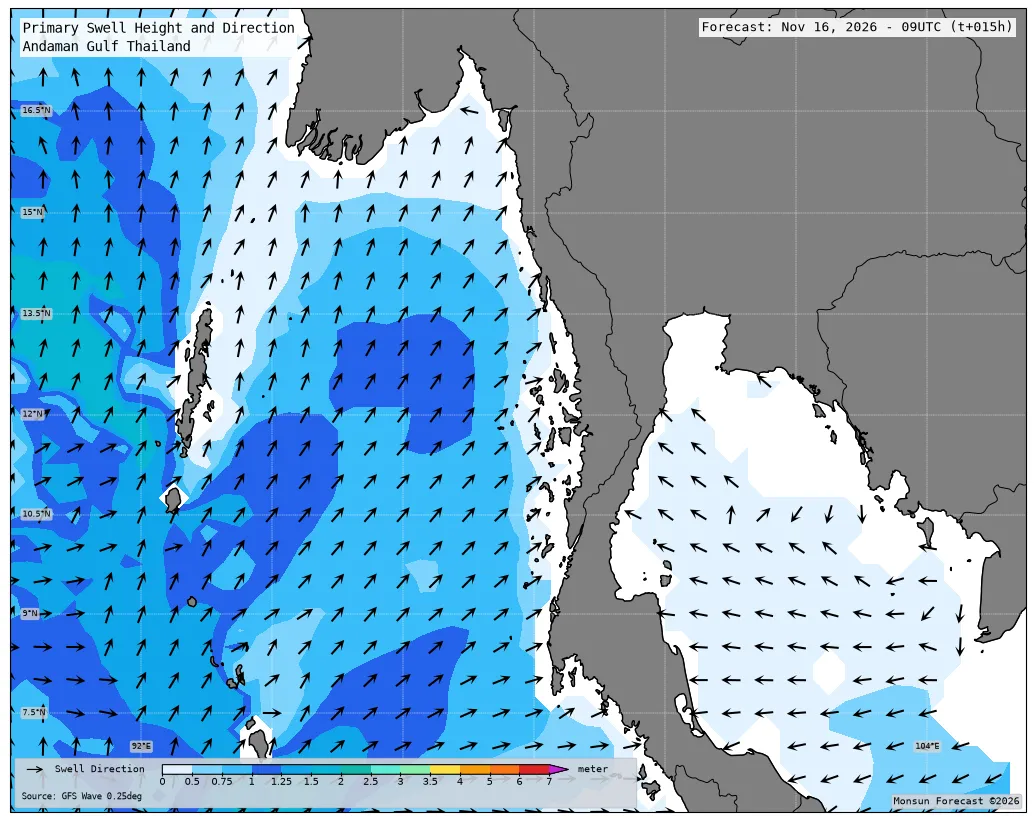 Primary Swell Height and Direction
Andaman Gulf Thailand
Forecast: Nov 16, 2026 - 09UTC (t+015h)
16.5°N
15°N
13.5°N
12°N
10.5°N
9°N
7.5°N
92°E
104°E
Swell Direction
meter
0 0.5 0.75 1 1.25 1.5 2 2.5 3 3.5 4 5 6
Source: GFS Wave 0.25deg
Monsun Forecast ©2026